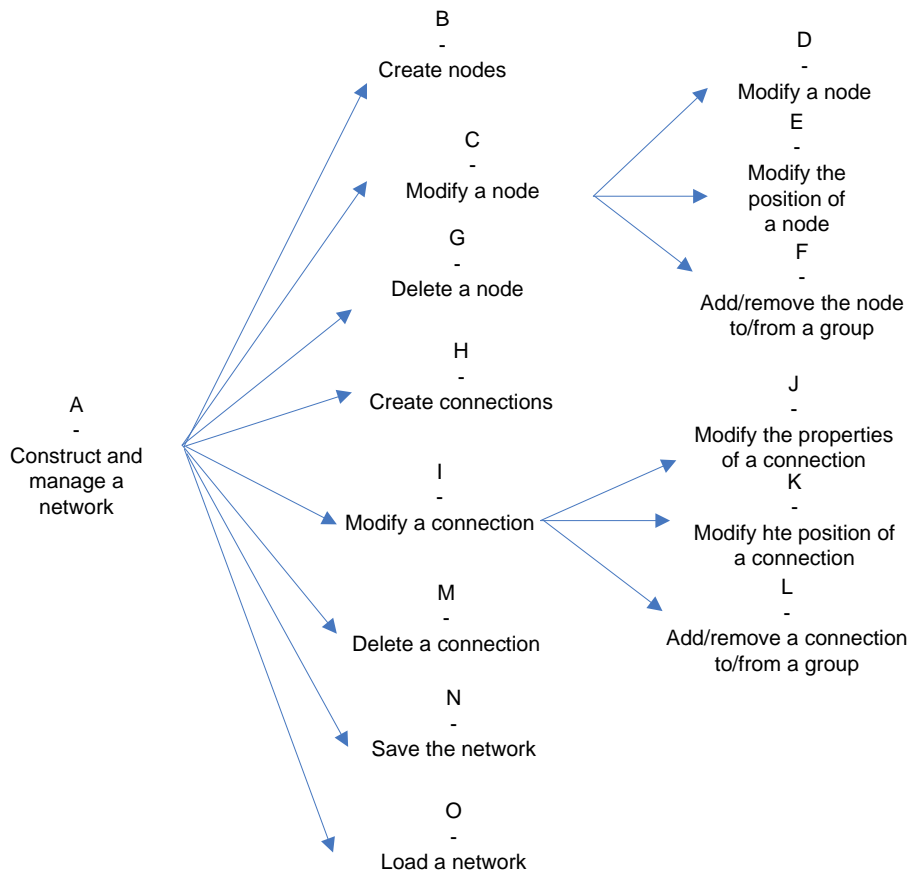 A
-
Construct and
manage a
network
B
-
Create nodes
C
-
Modify a node
D
-
Modify a node
E
-
Modify the
position of
a node
F
-
Add/remove the node
to/from a group
G
-
Delete a node
H
-
Create connections
I
-
Modify a connection
J
-
Modify the properties
of a connection
K
-
Modify hte position of
a connection
L
-
Add/remove a connection
to/from a group
M
-
Delete a connection
N
-
Save the network
O
-
Load a network